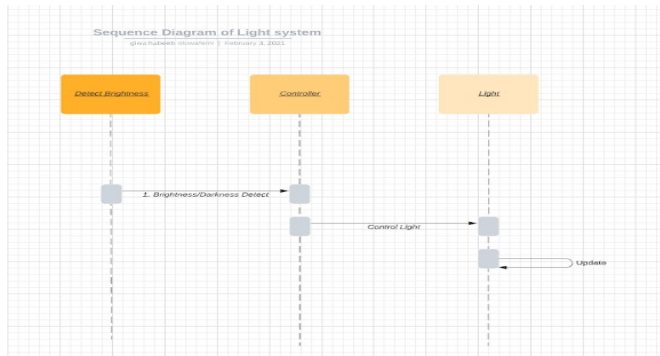 Sequence Diagram of Light system
February 3, 2021
Detect Brightness
Controller
Light
1. Brightness/Darkness Detect
Control Light
Update